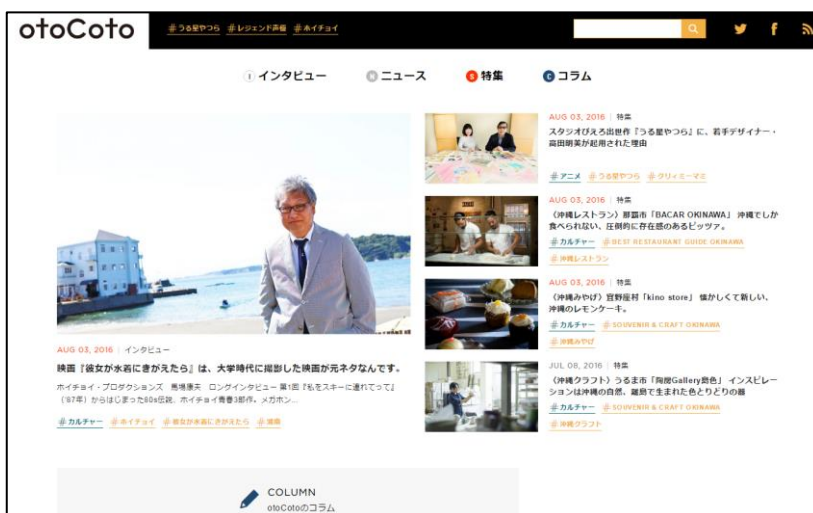 otoCoto
#うる星やつら #レジェンド声優 #ホイチョイ
I インタビュー
N ニュース
S 特集
C コラム
AUG 03, 2016 | インタビュー
映画『彼女が水着にきがえたら』は、大学時代に撮影した映画が元ネタなんです。
ホイチョイ・プロダクションズ 馬場康夫 ロングインタビュー 第1回『私をスキーに連れてって』
('87年) からはじまった80s伝説、ホイチョイ青春3部作。メガホン...
#カルチャー #ホイチョイ #彼女が水着にきがえたら #湘南
AUG 03, 2016 | 特集
スタジオぴえろ出世作『うる星やつら』に、若手デザイナー・
高田明美が起用された理由
#アニメ #うる星やつら #クリィミーマミ
AUG 03, 2016 | 特集
〈沖縄レストラン〉那覇市「BACAR OKINAWA」 沖縄でしか
食べられない、圧倒的に存在感のあるピッツァ。
#カルチャー #BEST RESTAURANT GUIDE OKINAWA
#沖縄レストラン
AUG 03, 2016 | 特集
〈沖縄みやげ〉宜野座村「kino store」 懐かしくて新しい、
沖縄のレモンケーキ。
#カルチャー #SOUVENIR & CRAFT OKINAWA
#沖縄みやげ
JUL 08, 2016 | 特集
〈沖縄クラフト〉うるま市「陶房Gallery 」 インスピレー
ションは沖縄の自然、離島で生まれた色とりどりの器
#カルチャー #SOUVENIR & CRAFT OKINAWA
#沖縄クラフト
COLUMN
otoCotoのコラム